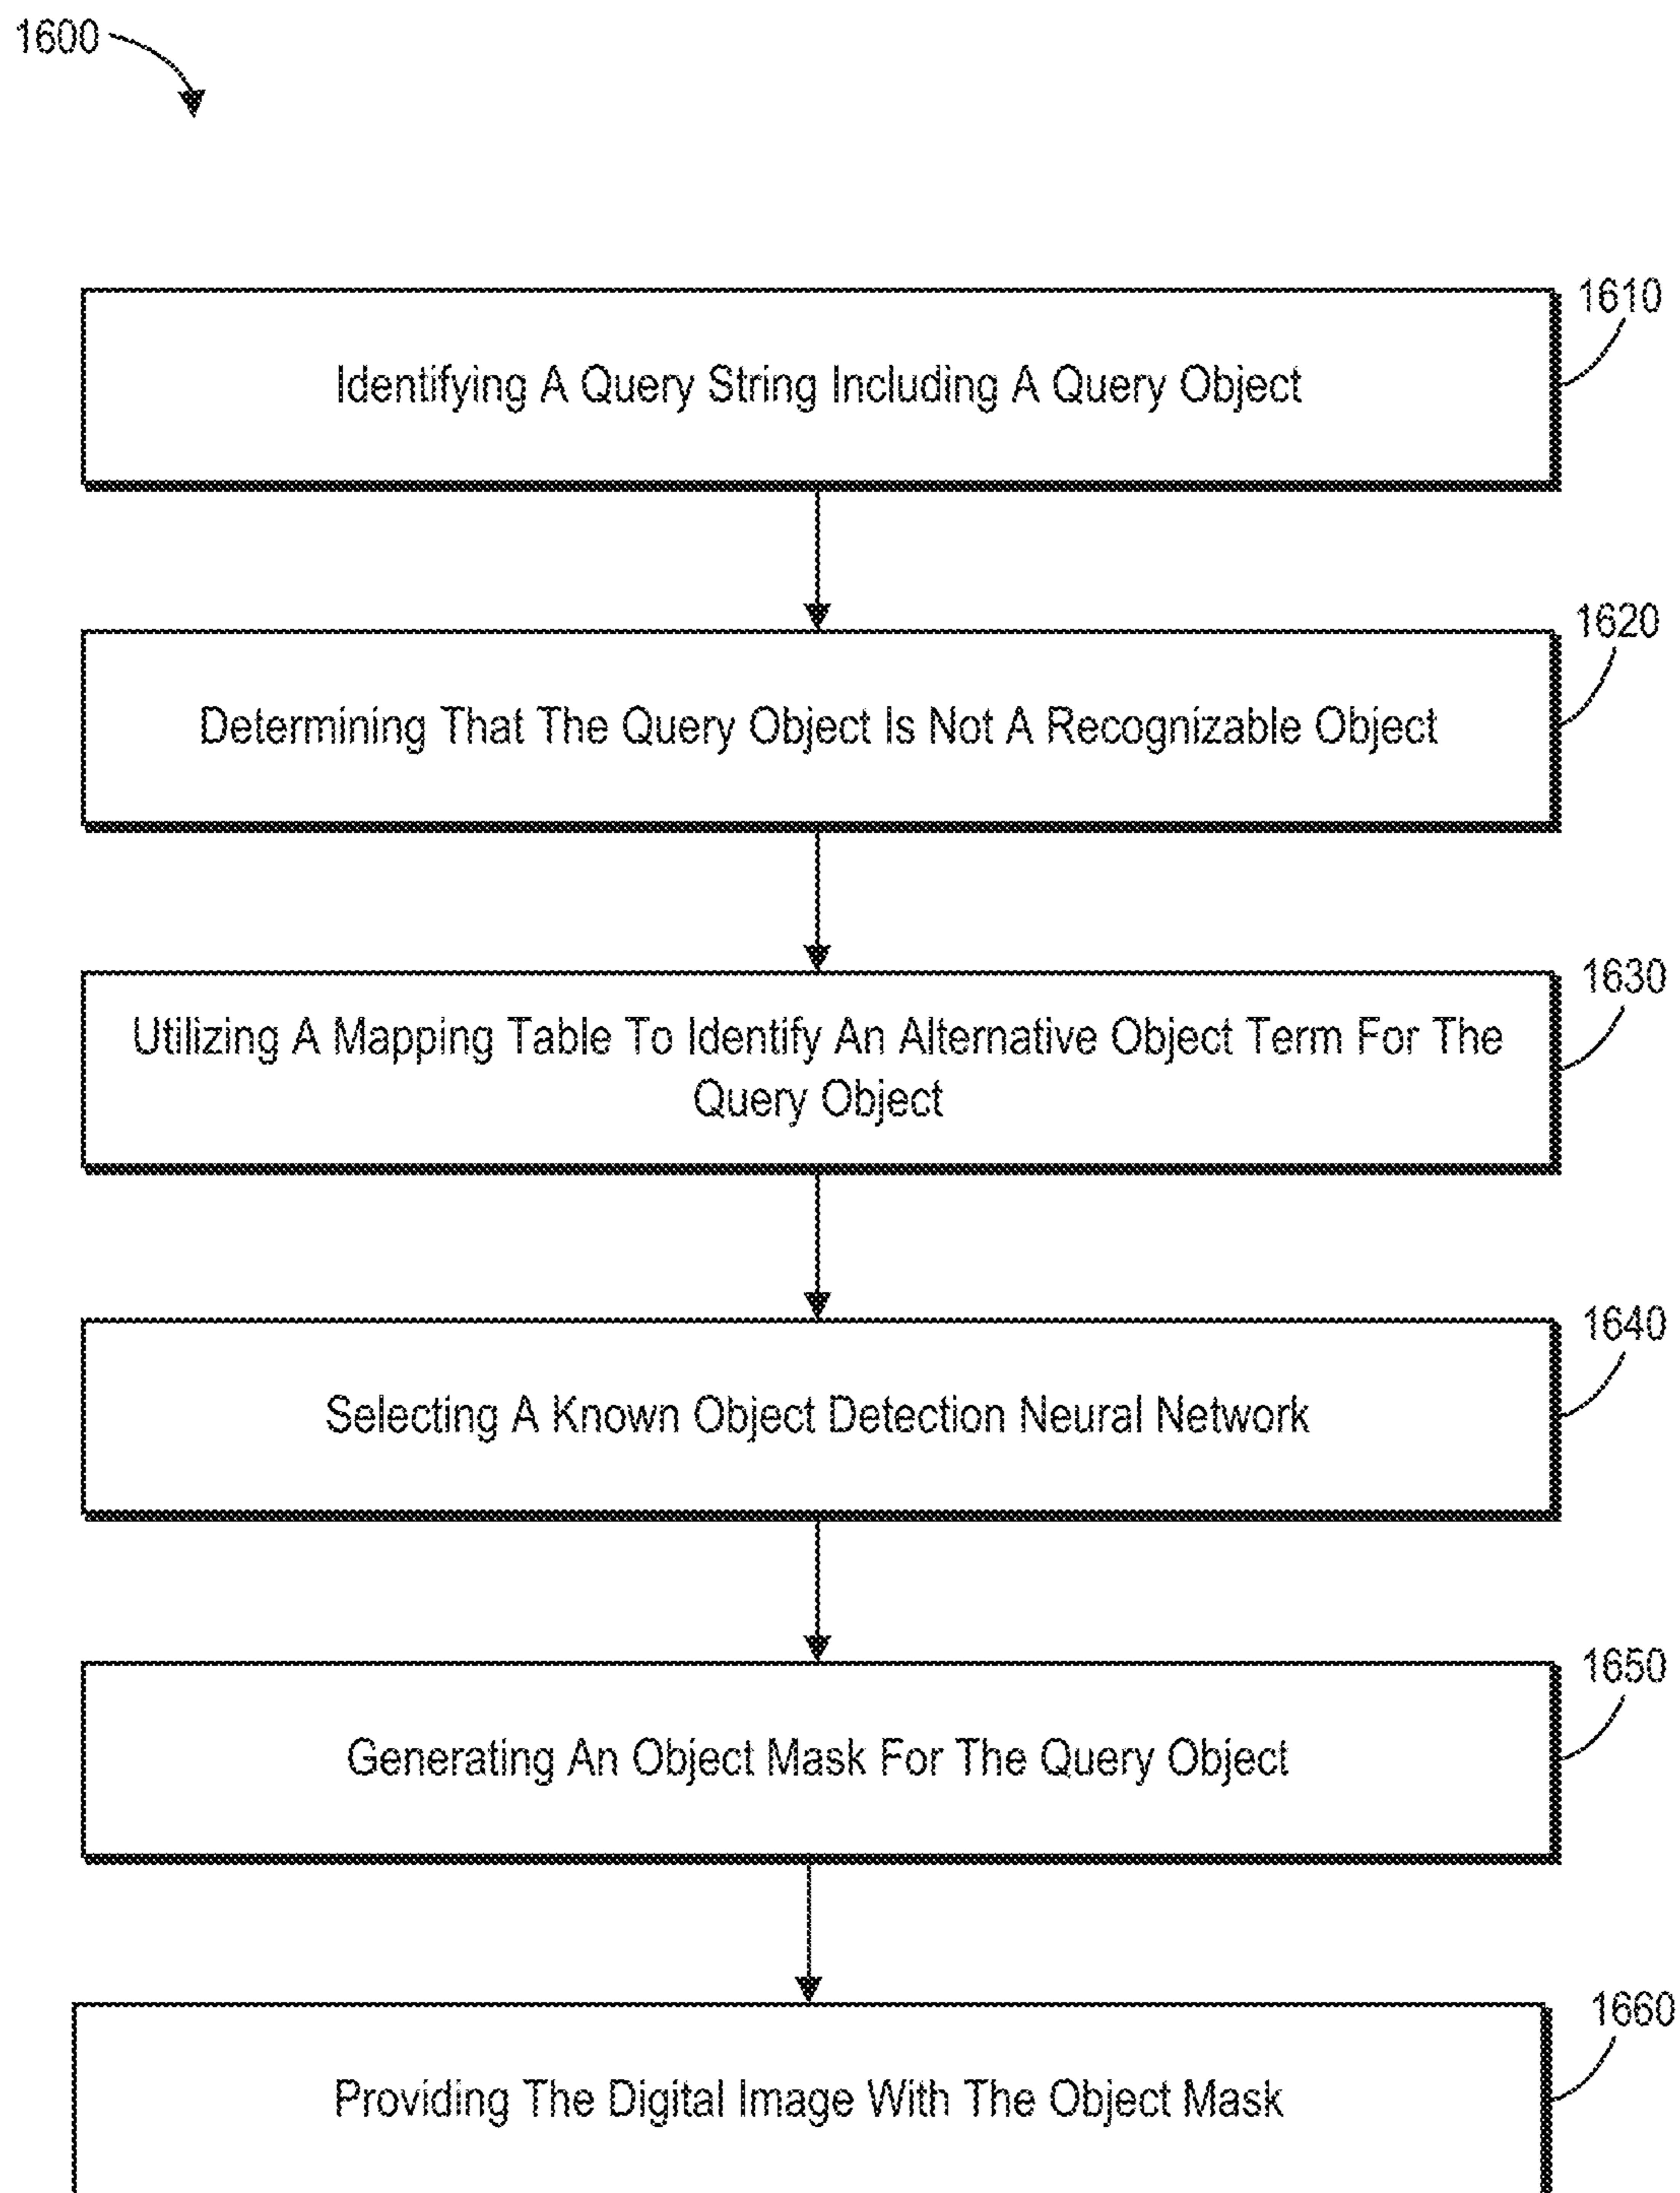 1600
1610
Identifying A Query String Including A Query Object
1620
Determining That The Query Object Is Not A Recognizable Object
1630
Utilizing A Mapping Table To Identify An Alternative Object Term For The
Query Object
1640
Selecting A Known Object Detection Neural Network
1650
Generating An Object Mask For The Query Object
1660
Providing The Digital Image With The Object Mask